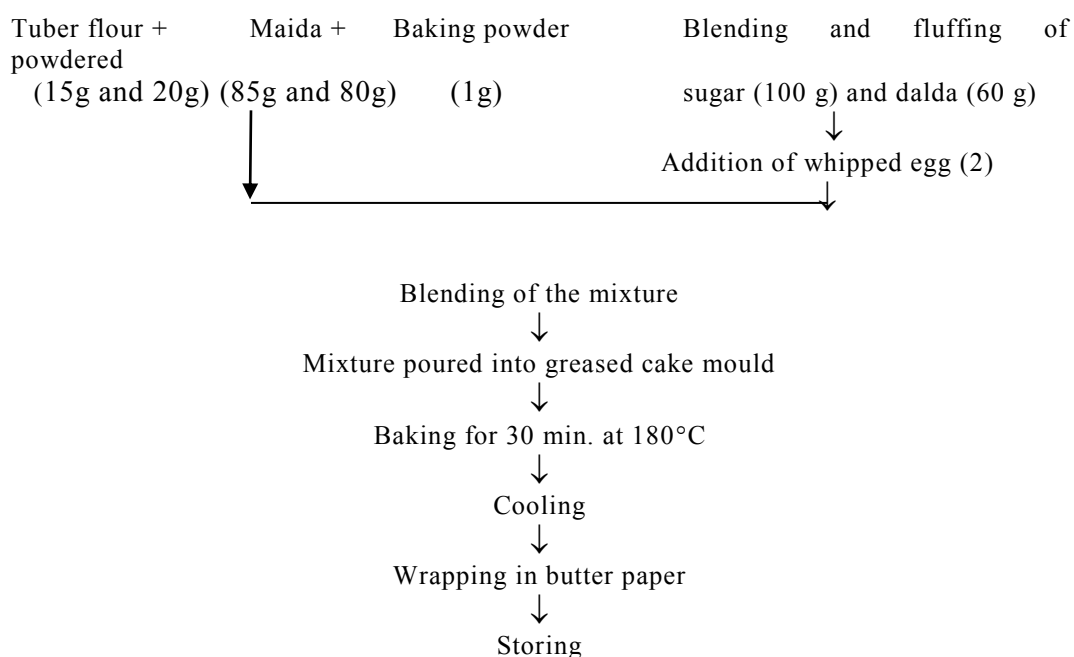 Tuber flour + Maida + Baking powder Blending and fluffing of
powdered
(15g and 20g) (85g and 80g) (1g) sugar (100 g) and dalda (60 g)
↓
Addition of whipped egg (2)
↓
Blending of the mixture
↓
Mixture poured into greased cake mould
↓
Baking for 30 min. at 180°C
↓
Cooling
↓
Wrapping in butter paper
↓
Storing